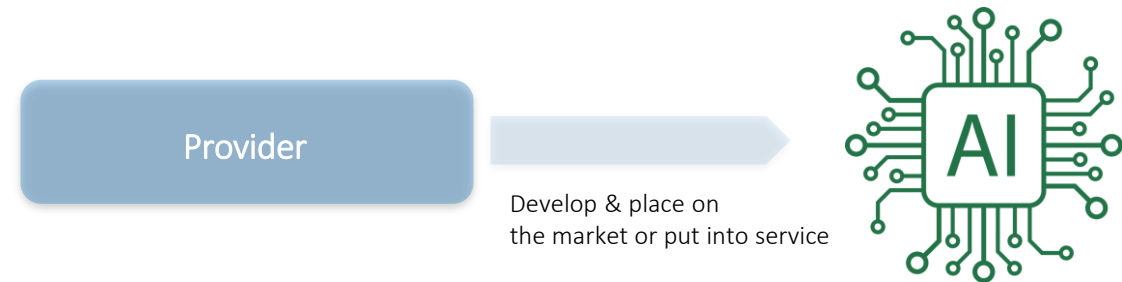 Provider
Develop & place on
the market or put into service
AI